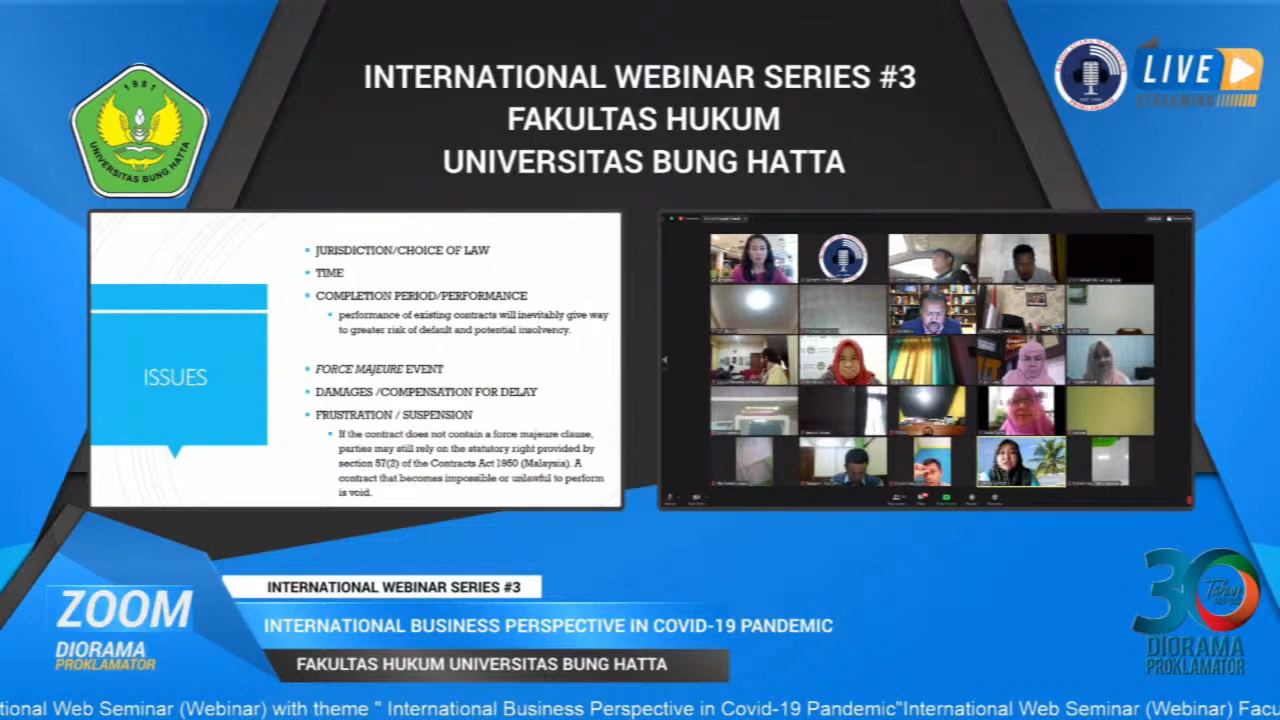 INTERNATIONAL WEBINAR SERIES #3
FAKULTAS HUKUM
UNIVERSITAS BUNG HATTA
1981
UNIVERSITAS BUNG HATTA
LIVE
STREAMING
ISSUES
JURISDICTION/CHOICE OF LAW
TIME
COMPLETION PERIOD/PERFORMANCE
performance of existing contracts will inevitably give way
to greater risk of default and potential insolvency.
FORCE MAJEURE EVENT
DAMAGES /COMPENSATION FOR DELAY
FRUSTRATION / SUSPENSION
If the contract does not contain a force majeure clause,
parties may still rely on the statutory right provided by
section 57(2) of the Contracts Act 1950 (Malaysia). A
contract that becomes impossible or unlawful to perform
is void.
ZOOM
DIORAMA
PROKLAMATOR
INTERNATIONAL WEBINAR SERIES #3
INTERNATIONAL BUSINESS PERSPECTIVE IN COVID-19 PANDEMIC
FAKULTAS HUKUM UNIVERSITAS BUNG HATTA
30
Tahun
DIORAMA
PROKLAMATOR
tional Web Seminar (Webinar) with theme " International Business Perspective in Covid-19 Pandemic"International Web Seminar (Webinar) Facu